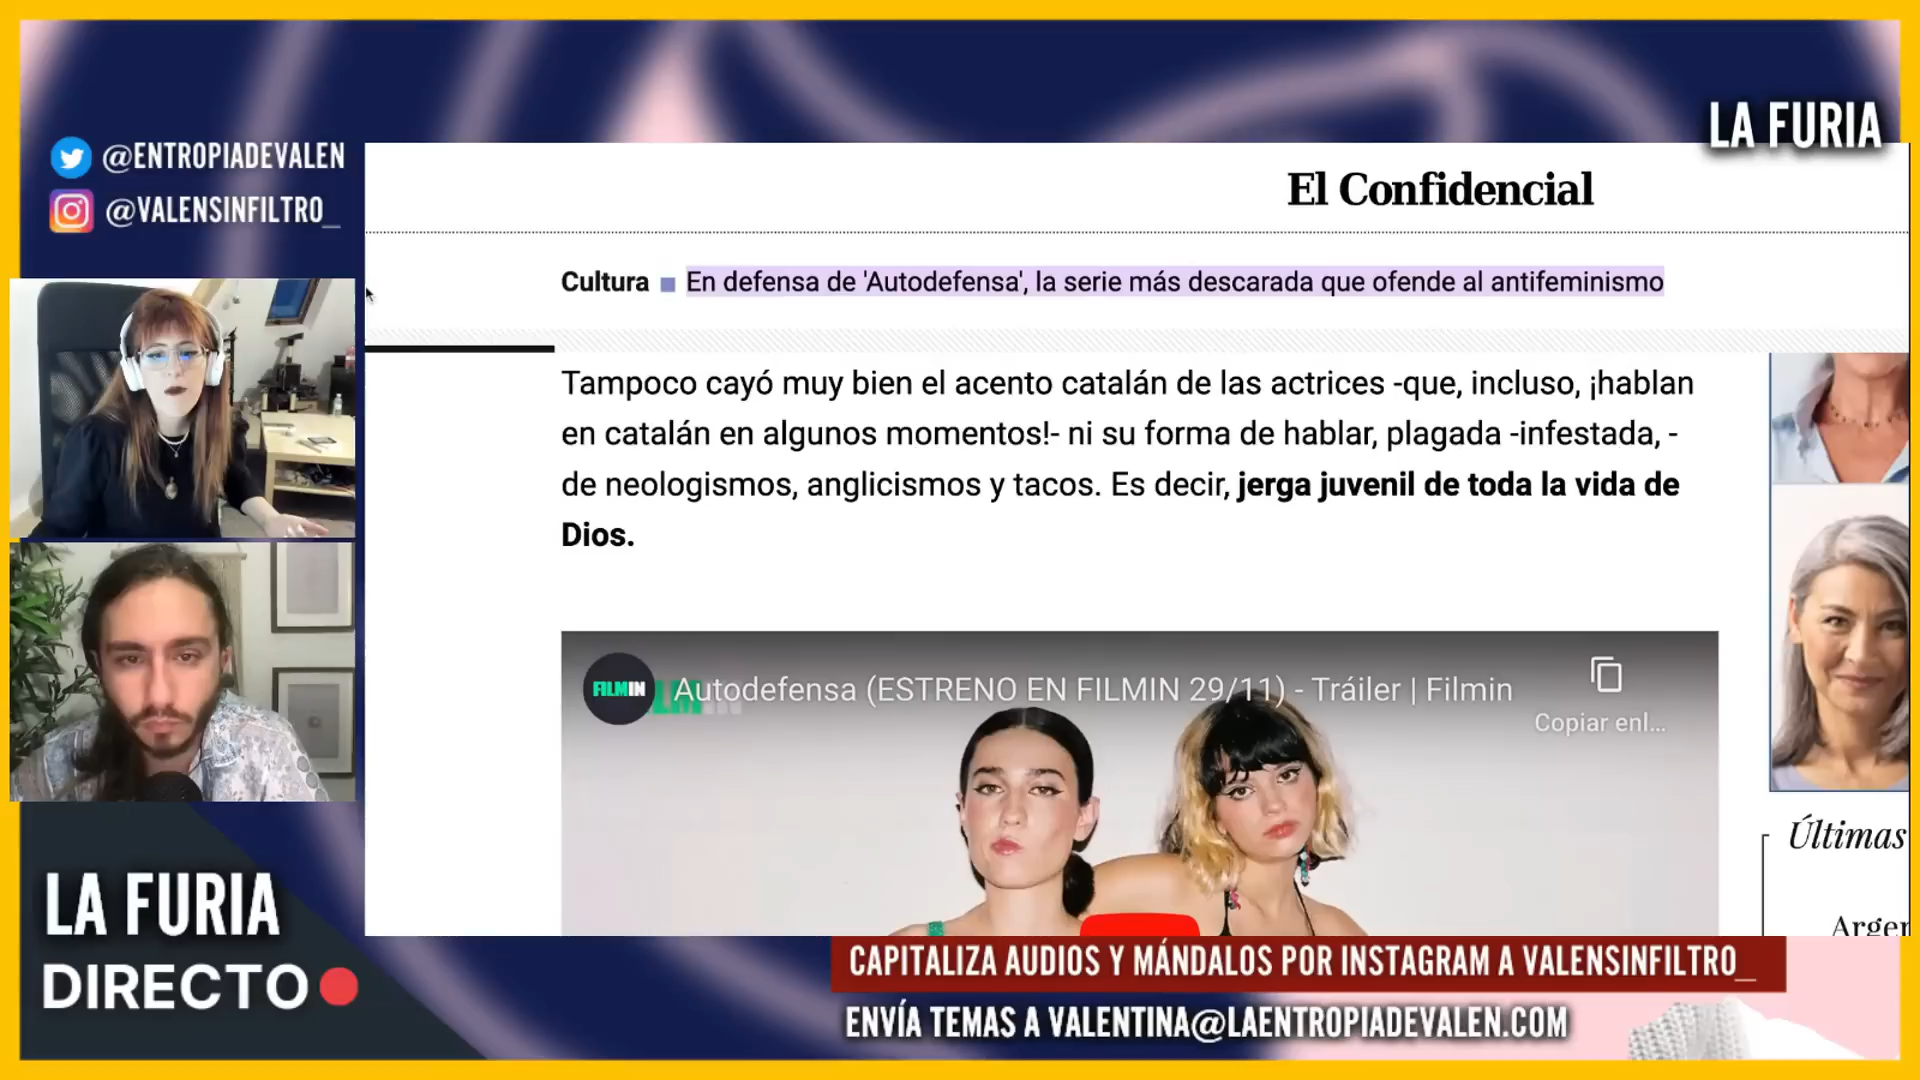 LA FURIA
@ENTROPIADEVALEN
@VALENSINFILTRO_
El Confidencial
Cultura En defensa de 'Autodefensa', la serie más descarada que ofende al antifeminismo
Tampoco cayó muy bien el acento catalán de las actrices -que, incluso, ¡hablan
en catalán en algunos momentos!- ni su forma de hablar, plagada -infestada, -
de neologismos, anglicismos y tacos. Es decir, jerga juvenil de toda la vida de
Dios.
FILMIN Autodefensa (ESTRENO EN FILMIN 29/11) - Tráiler | Filmin
Copiar enl...
Últimas
Arger
LA FURIA
DIRECTO
CAPITALIZA AUDIOS Y MÁNDALOS POR INSTAGRAM A VALENSINFILTRO_
ENVÍA TEMAS A VALENTINA@LAENTROPIADEVALEN.COM